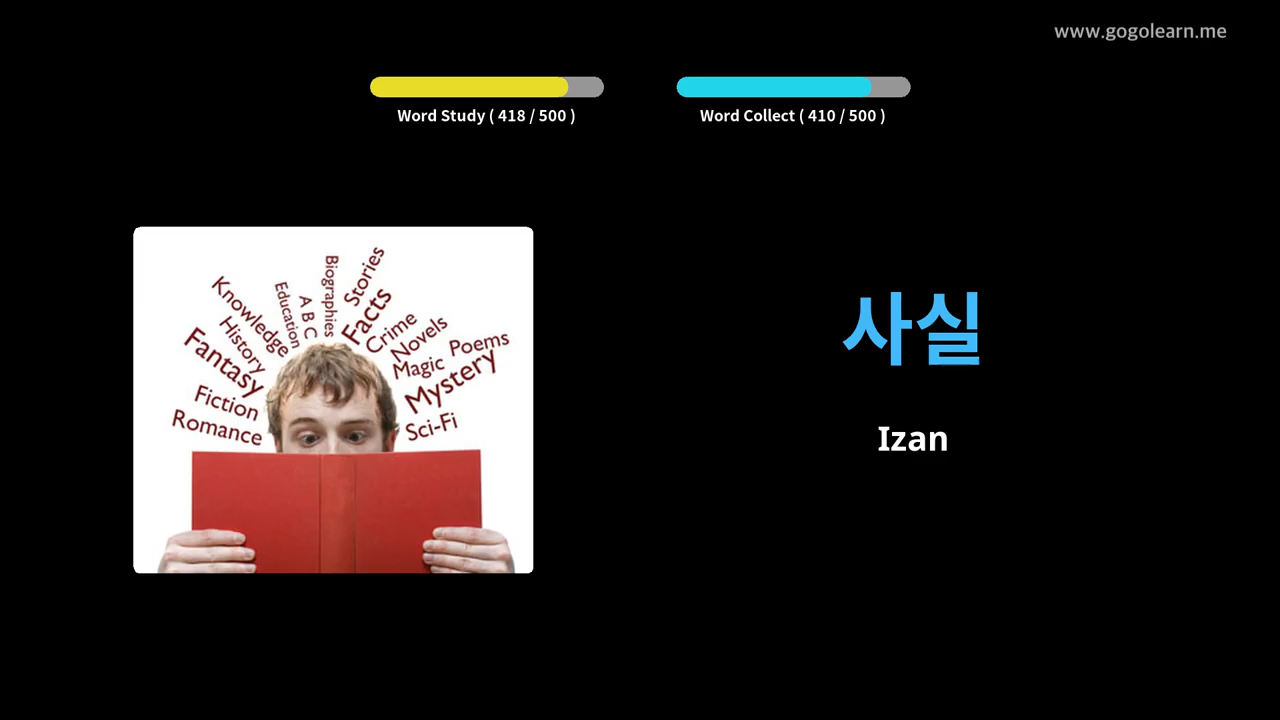 www.gogolearn.me
Word Study ( 418 / 500 )
Word Collect ( 410 / 500 )
Stories
Biographies
Facts
A B C
Education
Knowledge
History
Crime
Novels
Poems
Magic
Fantasy
Mystery
Fiction
Romance
Sci-Fi
사실
Izan